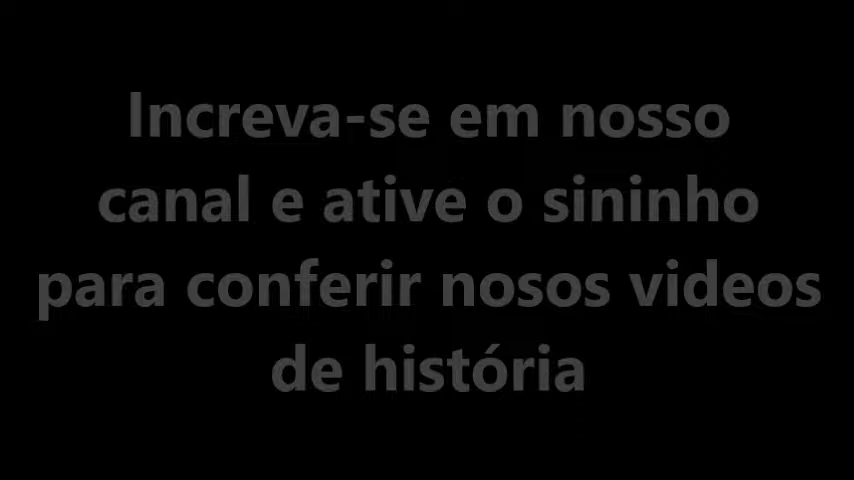 Increva-se em nosso
canal e ative o sininho
para conferir nosos videos
de história